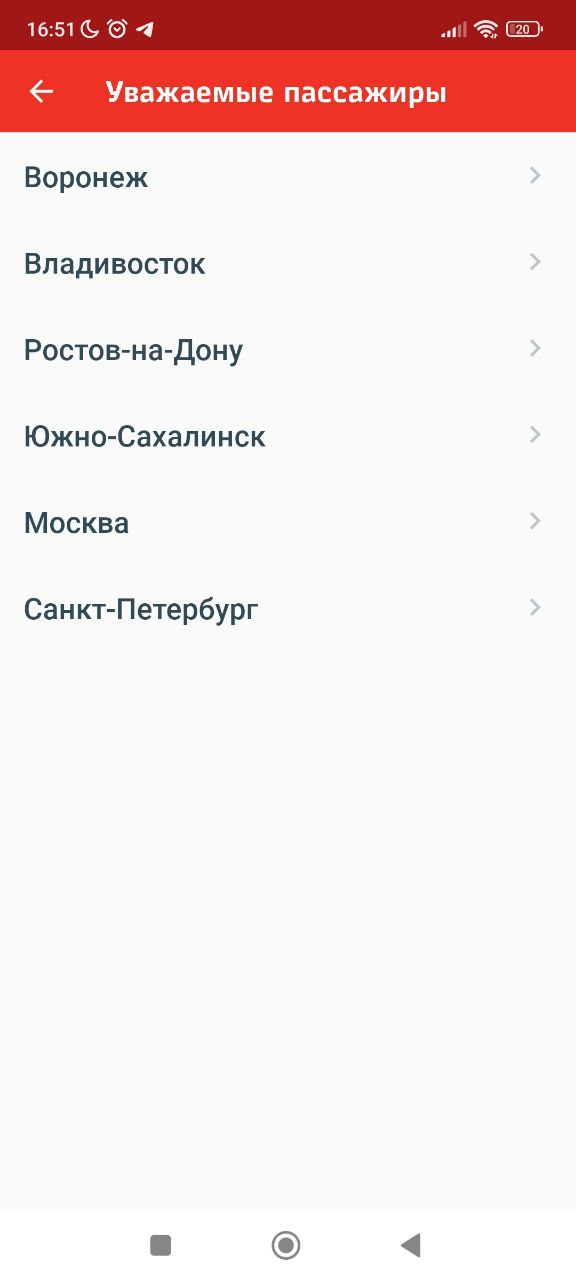 16:51
20
Уважаемые пассажиры
Воронеж
Владивосток
Ростов-на-Дону
Южно-Сахалинск
Москва
Санкт-Петербург